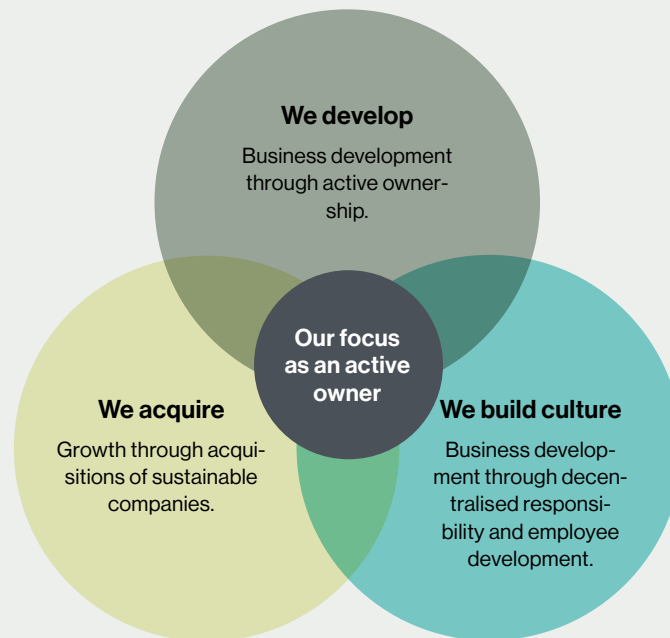 We develop
Business development
through active owner-
ship.
Our focus
as an active
owner
We acquire
Growth through acqui-
sitions of sustainable
companies.
We build culture
Business develop-
ment through decen-
tralised responsi-
bility and employee
development.